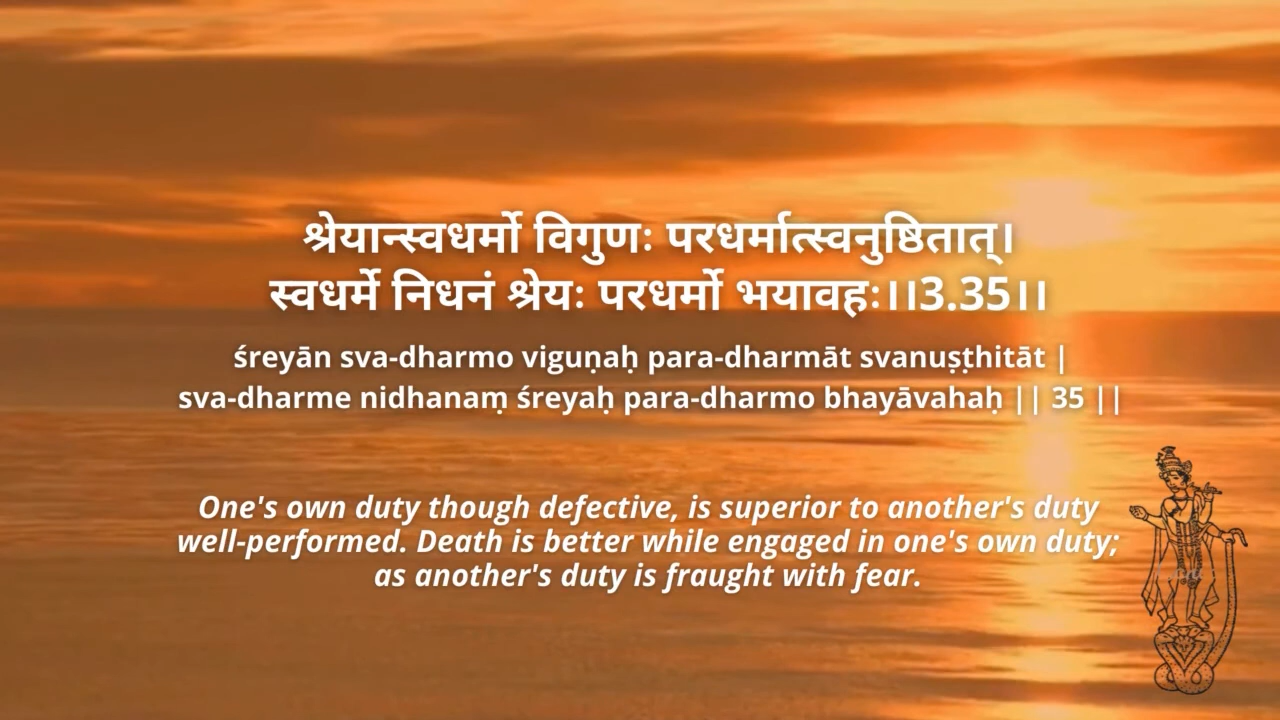 श्रेयान्स्वधर्मो विगुणः परधर्मात्स्वनुष्ठितात्।
स्वधर्मे निधनं श्रेयः परधर्मो भयावहः।।3.35।।
śreyān sva-dharmo viguṇaḥ para-dharmāt svanuṣṭhitāt |
sva-dharme nidhanaṃ śreyaḥ para-dharmo bhayāvahaḥ || 35 ||
One's own duty though defective, is superior to another's duty
well-performed. Death is better while engaged in one's own duty;
as another's duty is fraught with fear.